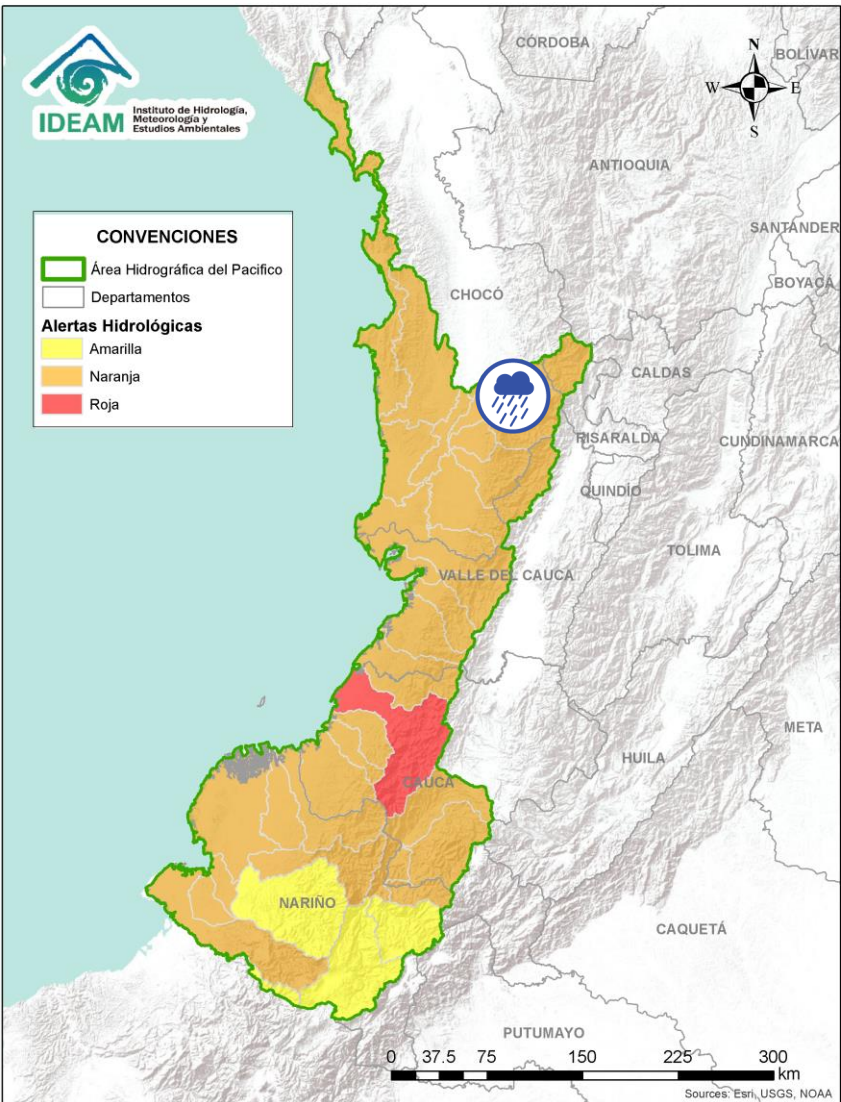 IDEAM
Instituto de Hidrología,
Meteorología y
Estudios Ambientales
N
W
E
S
CÓRDOBA
BOLIVAR
ANTIOQUIA
SANTANDER
BOYACÁ
CHOCÓ
CALDAS
RISARALDA
CUNDINAMARCA
QUINDÍO
TOLIMA
VALLE DEL CAUCA
META
HUILA
CAUCA
NARIÑO
CAQUETÁ
PUTUMAYO
CONVENCIONES
Área Hidrográfica del Pacifico
Departamentos
Alertas Hidrológicas
Amarilla
Naranja
Roja
0 37.5 75 150 225 300
km
Sources: Esri, USGS, NOAA